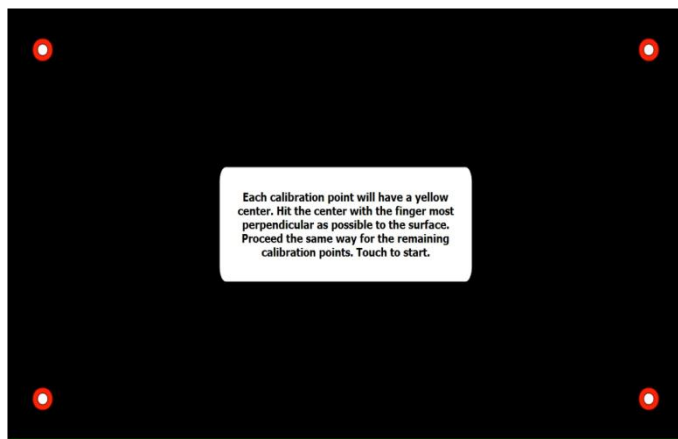 Each calibration point will have a yellow
center. Hit the center with the finger most
perpendicular as possible to the surface.
Proceed the same way for the remaining
calibration points. Touch to start.